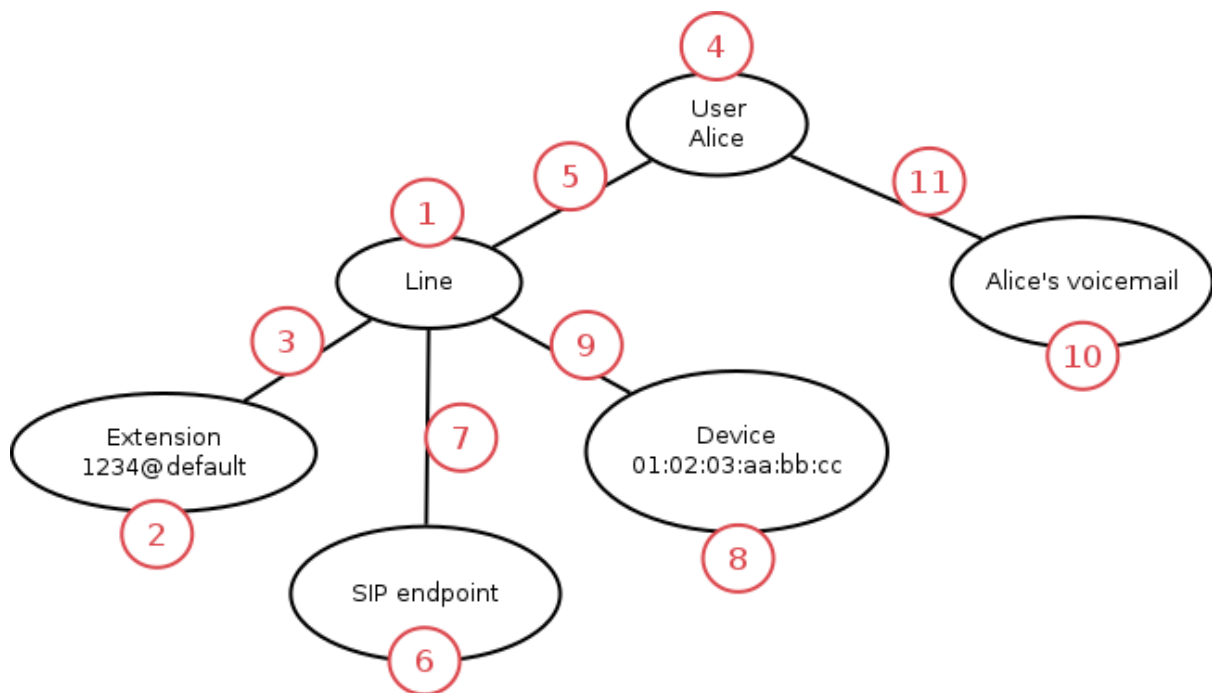 4
User
Alice
5
11
1
Line
Alice's voicemail
3
9
10
7
Extension
1234@default
Device
01:02:03:aa:bb:cc
2
8
SIP endpoint
6